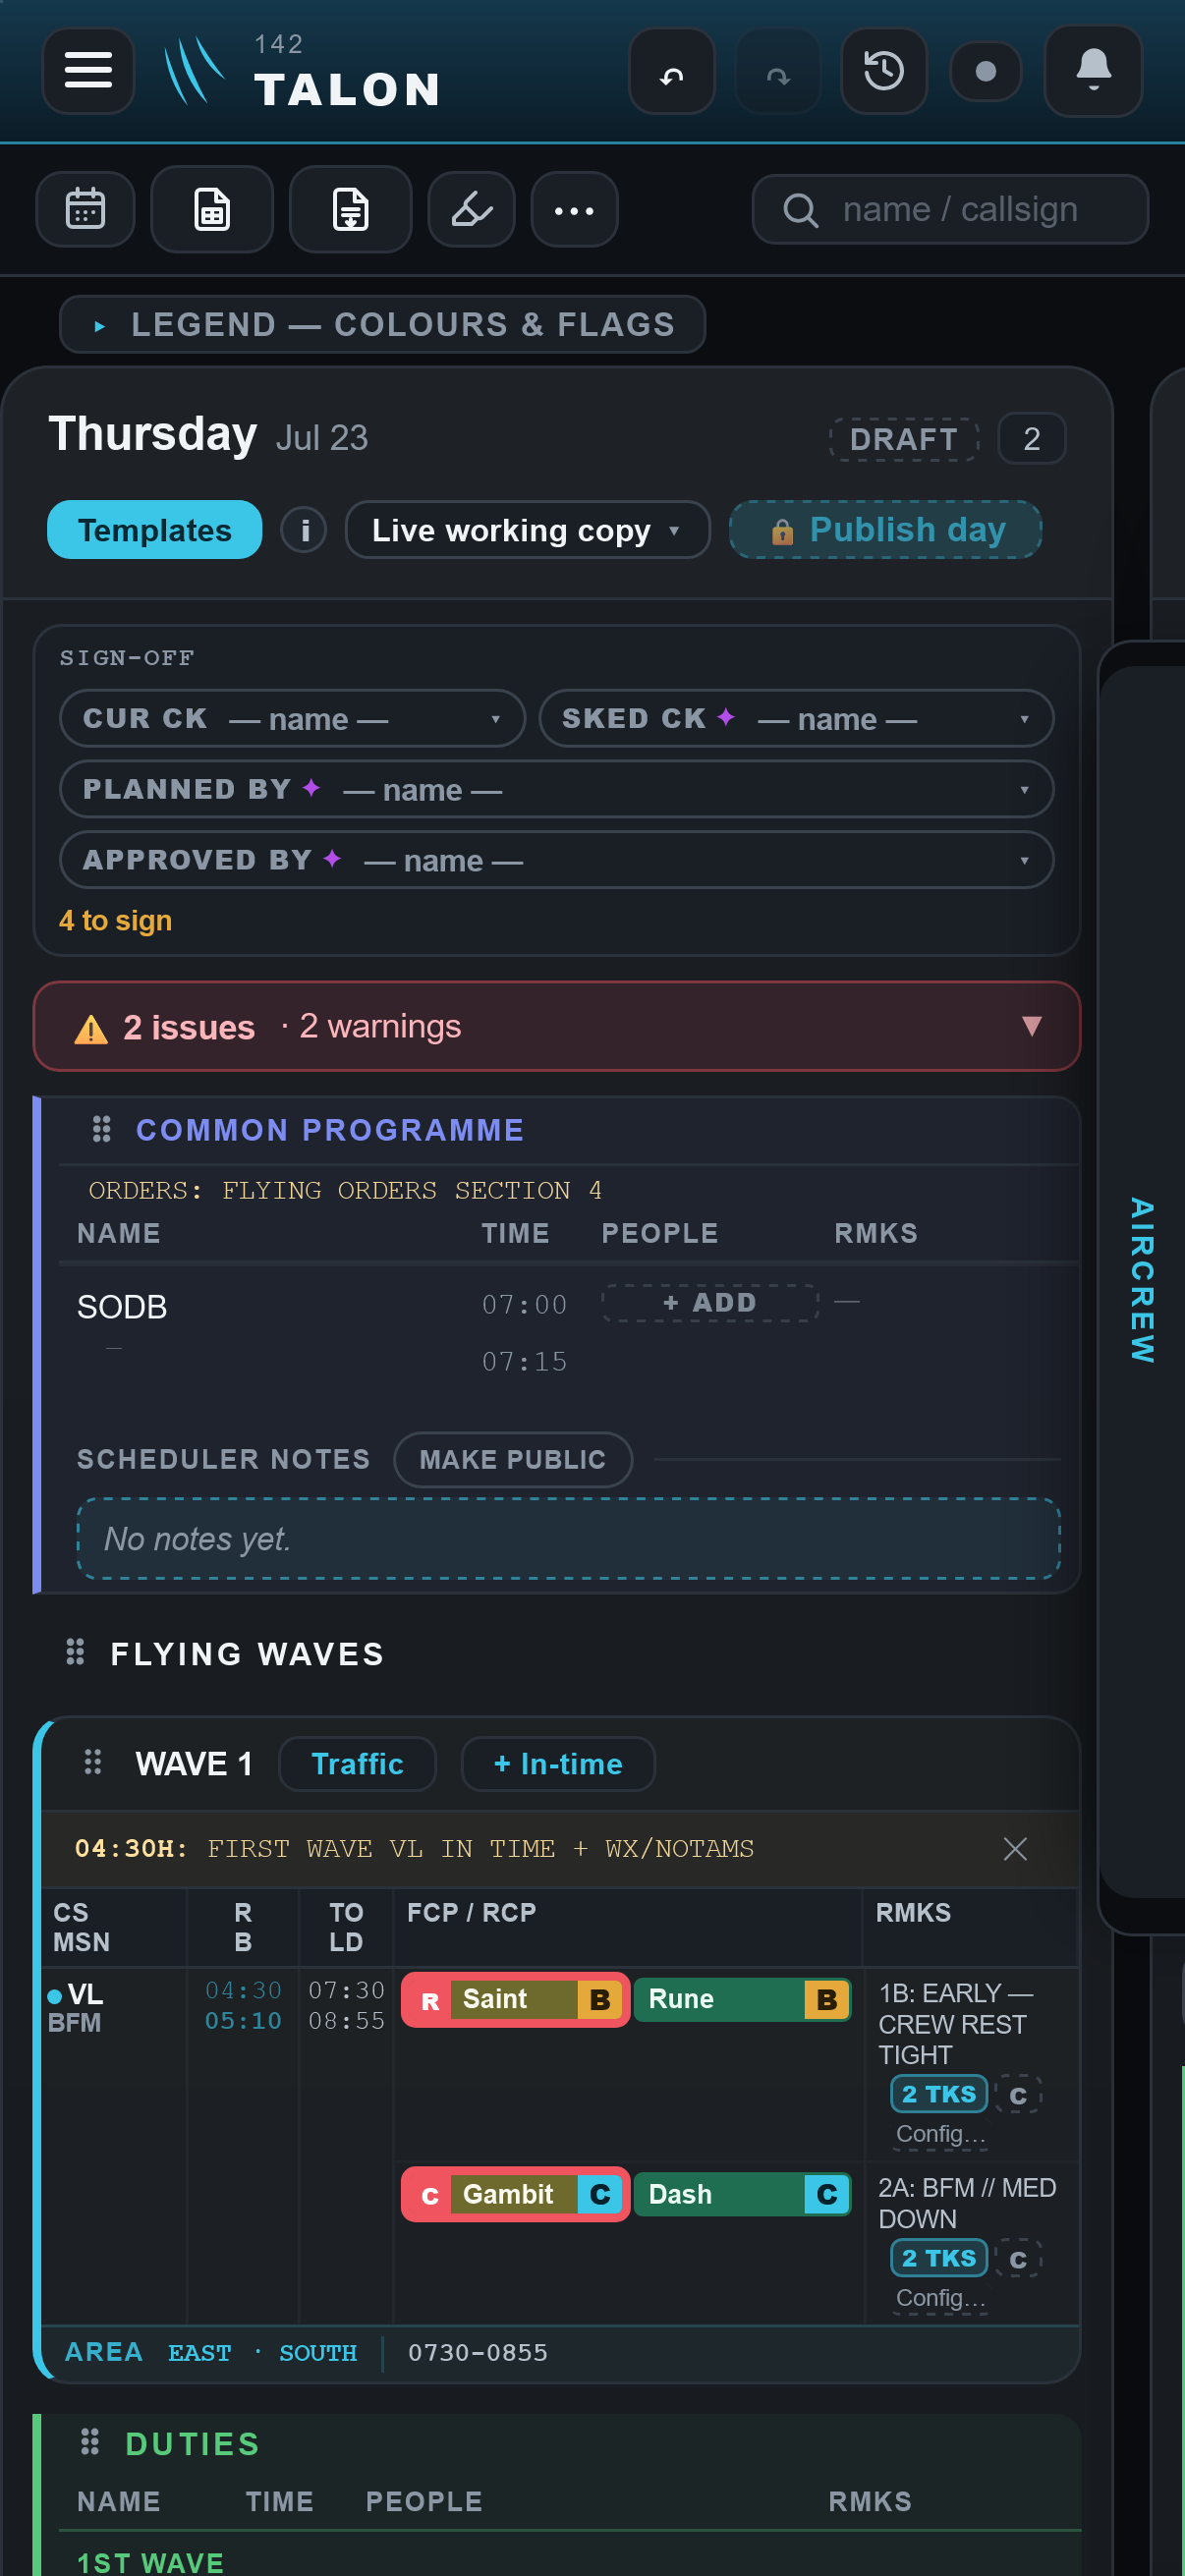 142
TALON
name / callsign
LEGEND — COLOURS & FLAGS
Thursday Jul 23 DRAFT 2
Templates i Live working copy Publish day
SIGN-OFF
CUR CK — name — SKED CK — name —
PLANNED BY — name —
APPROVED BY — name —
4 to sign
2 issues · 2 warnings
COMMON PROGRAMME
ORDERS: FLYING ORDERS SECTION 4
NAME TIME PEOPLE RMKS
SODB 07:00 + ADD —
—
07:15
SCHEDULER NOTES MAKE PUBLIC
No notes yet.
AIRCREW
FLYING WAVES
WAVE 1 Traffic + In-time
04:30H: FIRST WAVE VL IN TIME + WX/NOTAMS
CS R TO FCP / RCP RMKS
MSN B LD
VL 04:30 07:30 R Saint B Rune B 1B: EARLY —
BFM 05:10 08:55 CREW REST
TIGHT
2 TKS C
Config...
C Gambit C Dash C 2A: BFM // MED
DOWN
2 TKS C
Config...
AREA EAST · SOUTH 0730-0855
DUTIES
NAME TIME PEOPLE RMKS
1ST WAVE